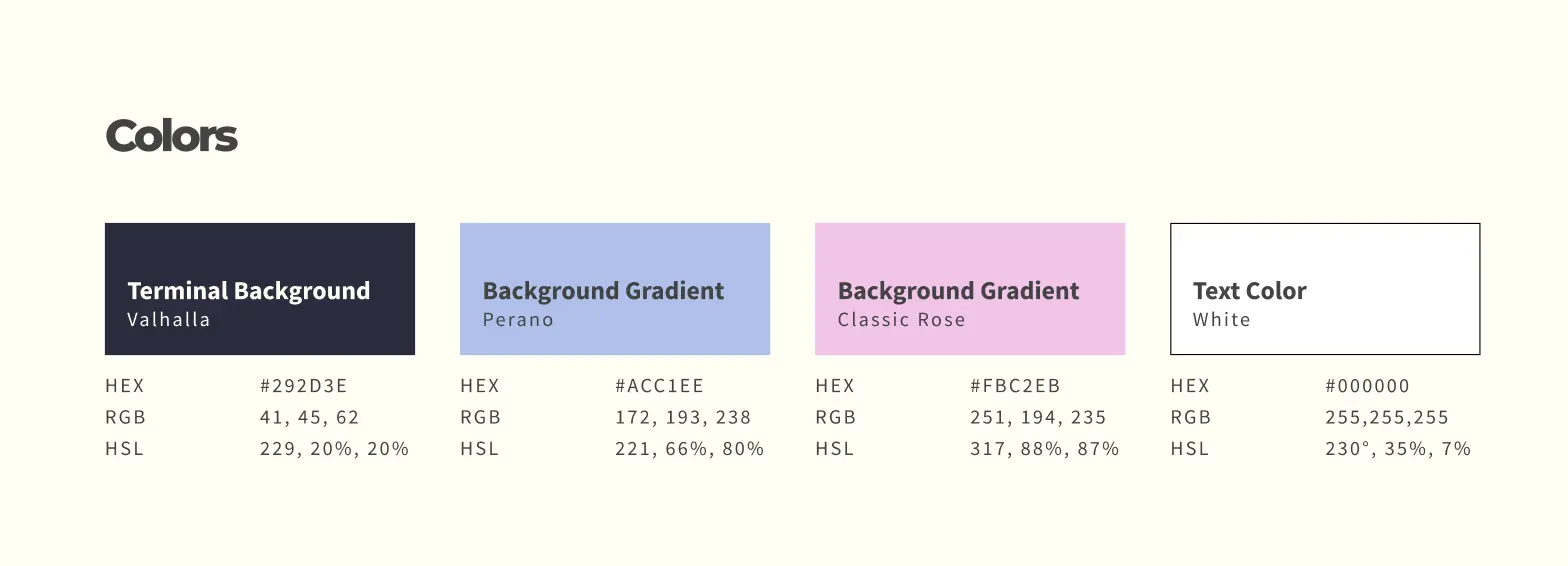 Colors
Terminal Background
Valhalla
HEX #292D3E
RGB 41, 45, 62
HSL 229, 20%, 20%
Background Gradient
Perano
HEX #ACC1EE
RGB 172, 193, 238
HSL 221, 66%, 80%
Background Gradient
Classic Rose
HEX #FBC2EB
RGB 251, 194, 235
HSL 317, 88%, 87%
Text Color
White
HEX #000000
RGB 255,255,255
HSL 230°, 35%, 7%